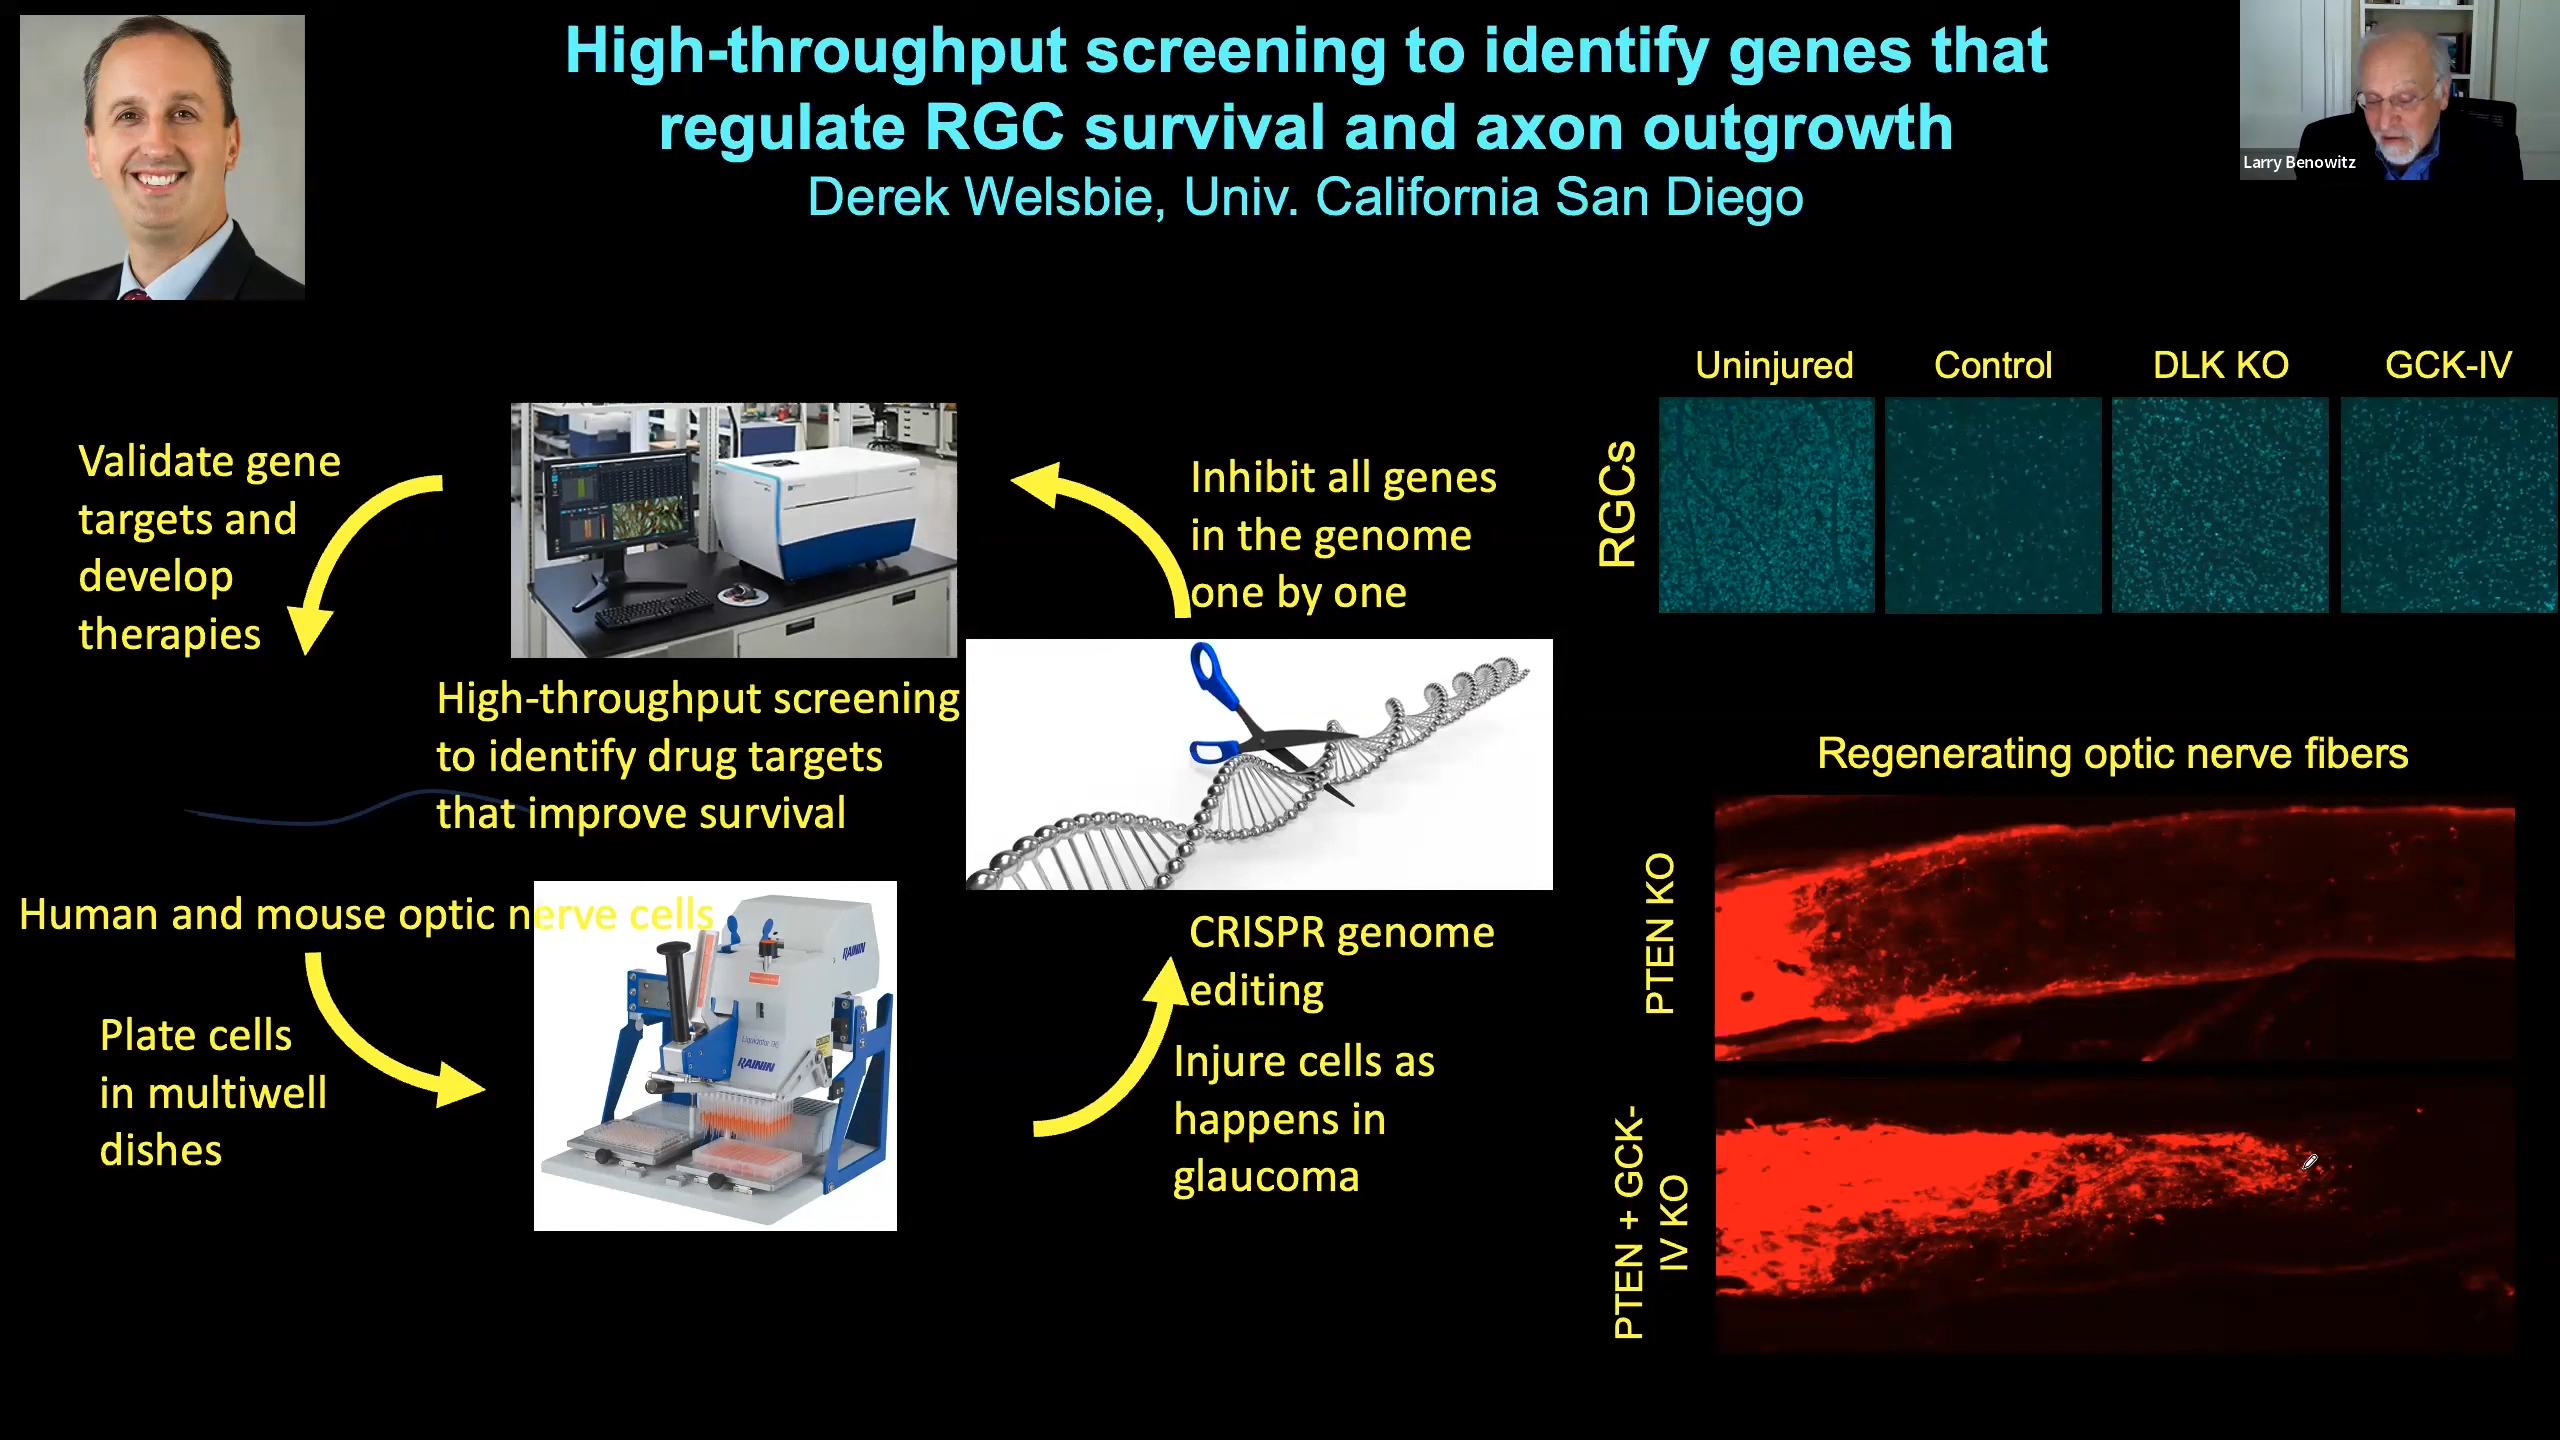 High-throughput screening to identify genes that
regulate RGC survival and axon outgrowth
Derek Welsbie, Univ. California San Diego
Larry Benowitz
Validate gene
targets and
develop
therapies
Inhibit all genes
in the genome
one by one
High-throughput screening
to identify drug targets
that improve survival
Human and mouse optic nerve cells
Plate cells
in multiwell
dishes
RAININ
Liquidator 96
RAININ
CRISPR genome
editing
Injure cells as
happens in
glaucoma
Uninjured
Control
DLK KO
GCK-IV
RGCs
Regenerating optic nerve fibers
PTEN KO
PTEN + GCK-
IV KO